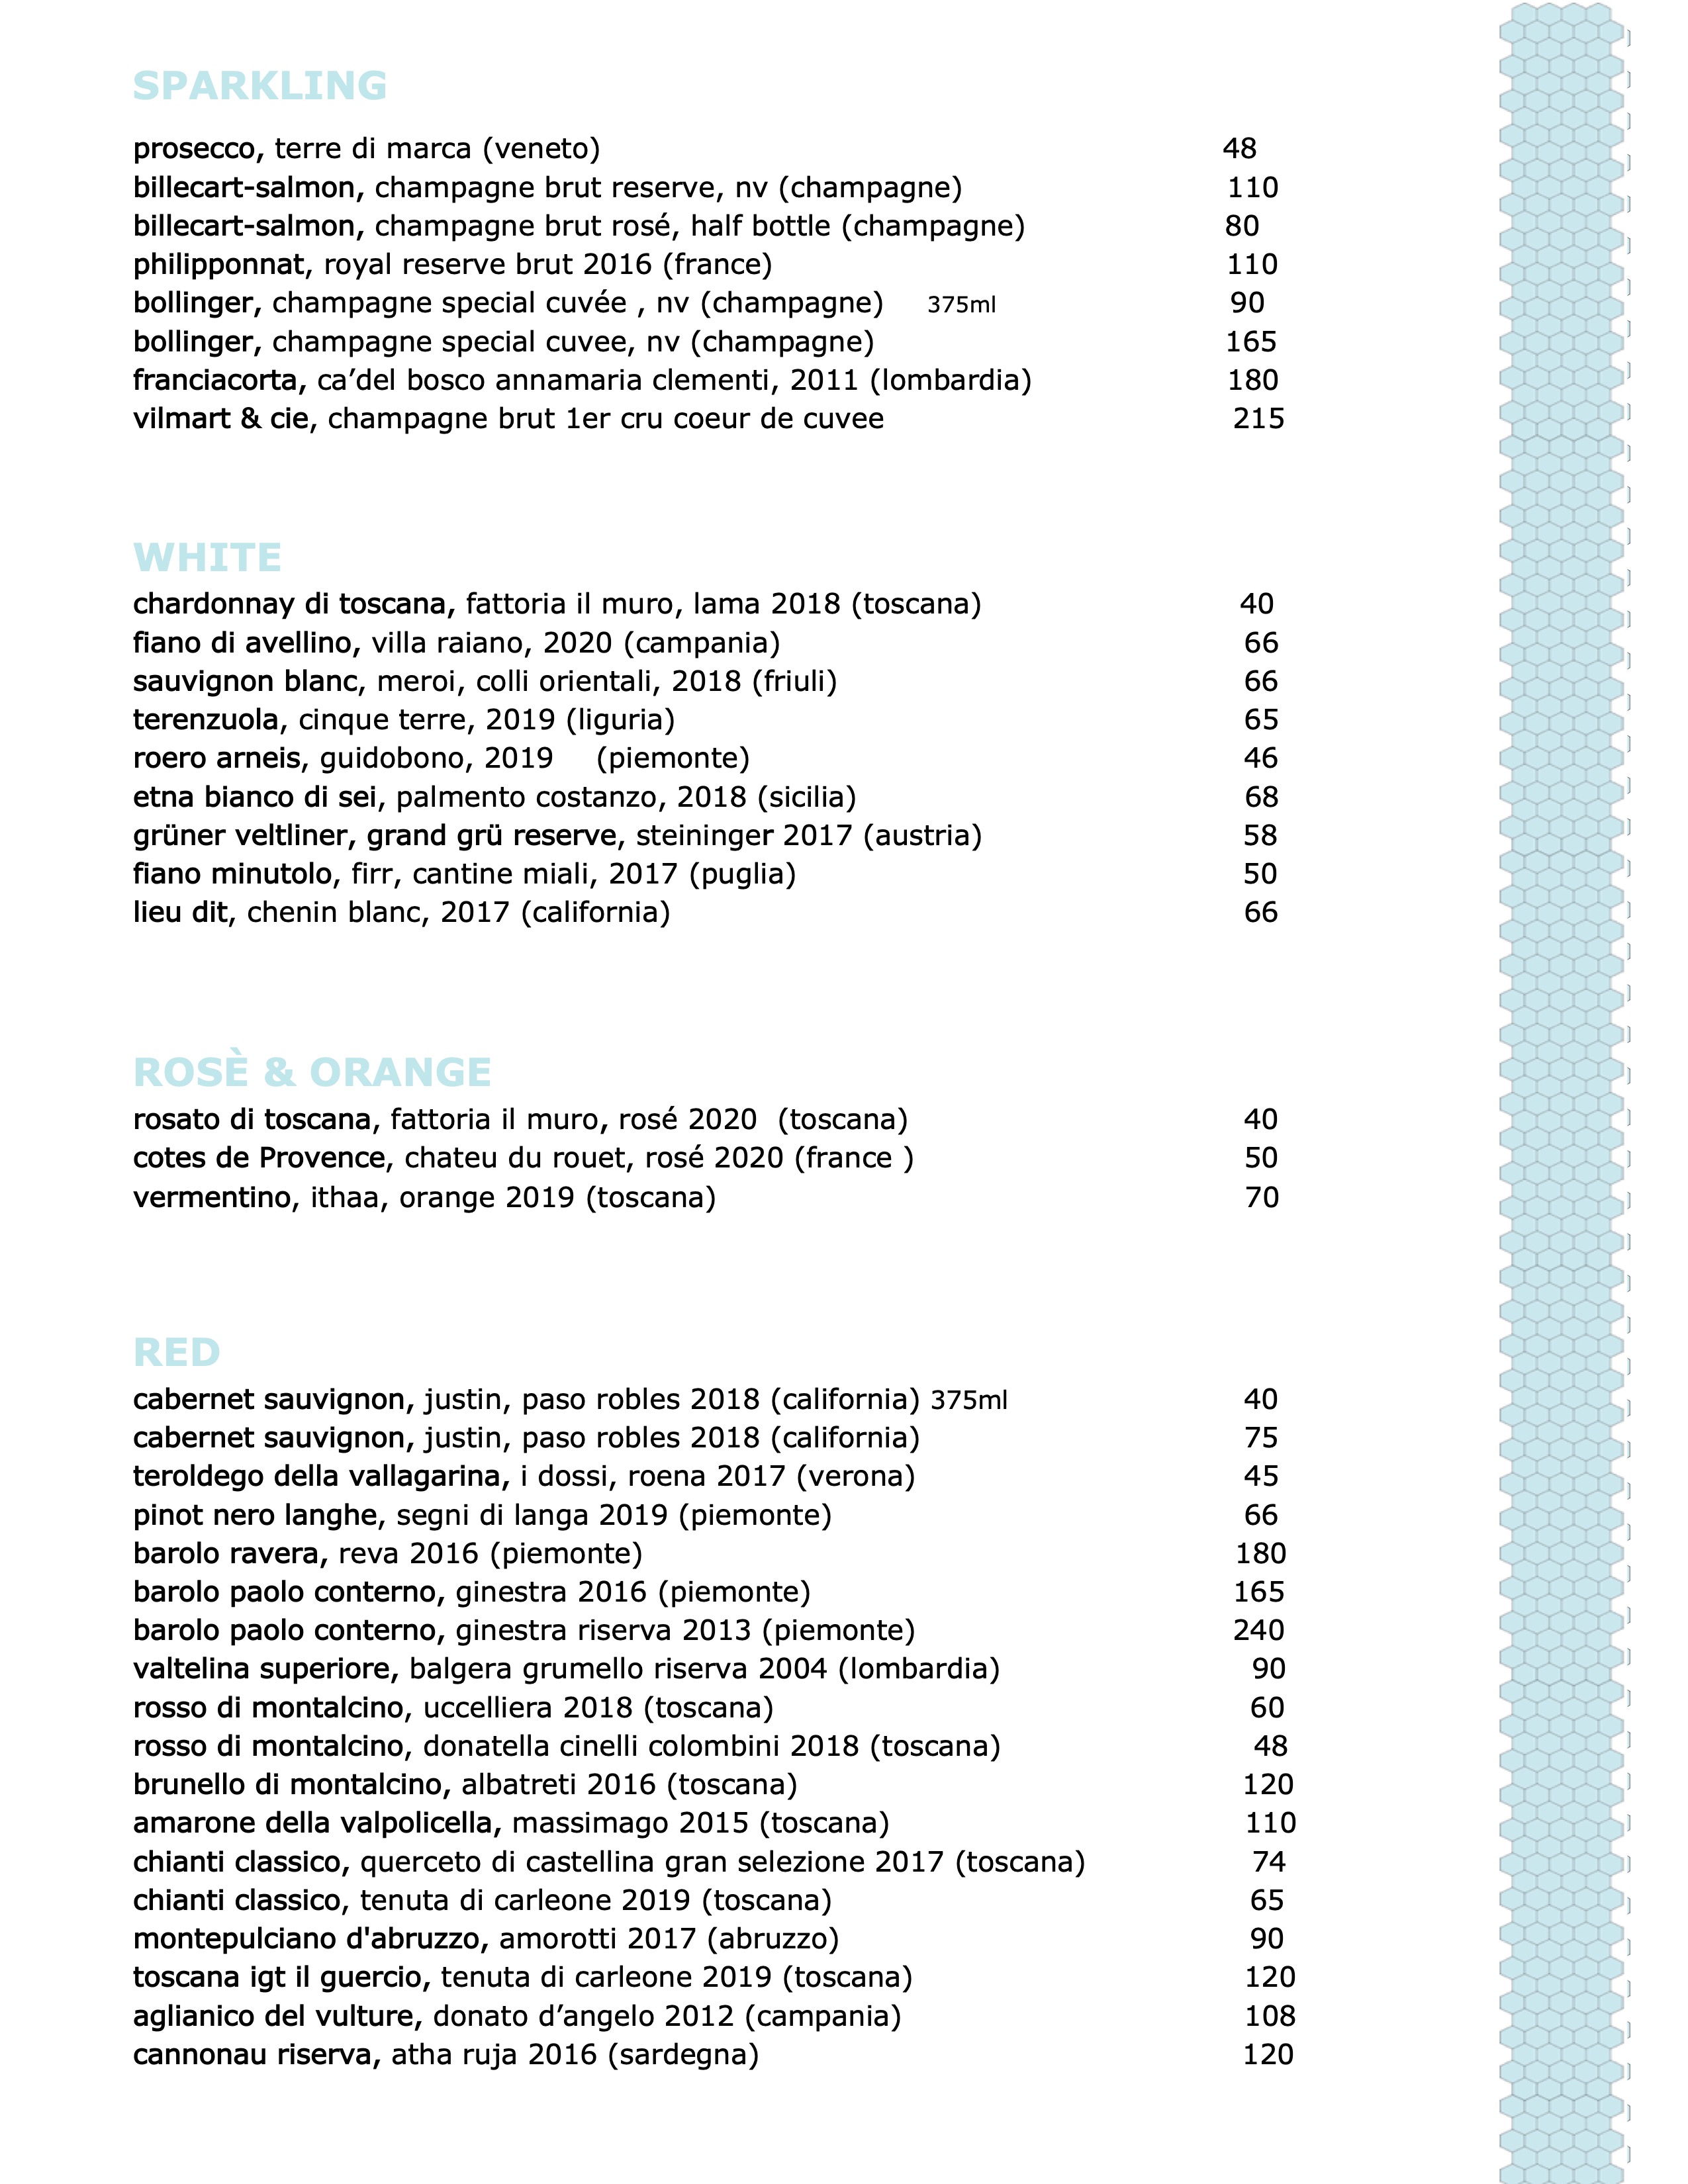 SPARKLING
prosecco, terre di marca (veneto) 48
billecart-salmon, champagne brut reserve, nv (champagne) 110
billecart-salmon, champagne brut rosé, half bottle (champagne) 80
philipponnat, royal reserve brut 2016 (france) 110
bollinger, champagne special cuvée , nv (champagne) 375ml 90
bollinger, champagne special cuvee, nv (champagne) 165
franciacorta, ca’del bosco annamaria clementi, 2011 (lombardia) 180
vilmart & cie, champagne brut 1er cru coeur de cuvee 215
WHITE
chardonnay di toscana, fattoria il muro, lama 2018 (toscana) 40
fiano di avellino, villa raiano, 2020 (campania) 66
sauvignon blanc, meroi, colli orientali, 2018 (friuli) 66
terenzuola, cinque terre, 2019 (liguria) 65
roero arneis, guidobono, 2019 (piemonte) 46
etna bianco di sei, palmento costanzo, 2018 (sicilia) 68
grüner veltliner, grand grü reserve, steininger 2017 (austria) 58
fiano minutolo, firr, cantine miali, 2017 (puglia) 50
lieu dit, chenin blanc, 2017 (california) 66
ROSÈ & ORANGE
rosato di toscana, fattoria il muro, rosé 2020 (toscana) 40
cotes de Provence, chateu du rouet, rosé 2020 (france ) 50
vermentino, ithaa, orange 2019 (toscana) 70
RED
cabernet sauvignon, justin, paso robles 2018 (california) 375ml 40
cabernet sauvignon, justin, paso robles 2018 (california) 75
teroldego della vallagarina, i dossi, roena 2017 (verona) 45
pinot nero langhe, segni di langa 2019 (piemonte) 66
barolo ravera, reva 2016 (piemonte) 180
barolo paolo conterno, ginestra 2016 (piemonte) 165
barolo paolo conterno, ginestra riserva 2013 (piemonte) 240
valtelina superiore, balgera grumello riserva 2004 (lombardia) 90
rosso di montalcino, uccelliera 2018 (toscana) 60
rosso di montalcino, donatella cinelli colombini 2018 (toscana) 48
brunello di montalcino, albatreti 2016 (toscana) 120
amarone della valpolicella, massimago 2015 (toscana) 110
chianti classico, querceto di castellina gran selezione 2017 (toscana) 74
chianti classico, tenuta di carleone 2019 (toscana) 65
montepulciano d'abruzzo, amorotti 2017 (abruzzo) 90
toscana igt il guercio, tenuta di carleone 2019 (toscana) 120
aglianico del vulture, donato d’angelo 2012 (campania) 108
cannonau riserva, atha ruja 2016 (sardegna) 120